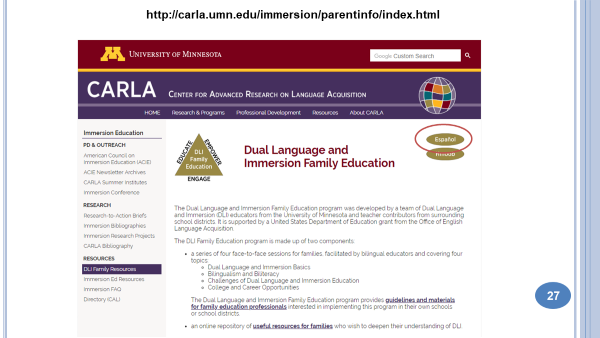 http://carla.umn.edu/immersion/parentinfo/index.html
UNIVERSITY OF MINNESOTA
Google Custom Search
CARLA CENTER FOR ADVANCED RESEARCH ON LANGUAGE ACQUISITION
HOME Research & Programs Professional Development Resources About CARLA
Immersion Education
PD & OUTREACH
American Council on
Immersion Education (ACIE)
ACIE Newsletter Archives
CARLA Summer Institutes
Immersion Conference
RESEARCH
Research-to-Action Briefs
Immersion Bibliographies
Immersion Research Projects
CARLA Bibliography
RESOURCES
DLI Family Resources
Immersion Ed Resources
Immersion FAQ
Directory (CAL)
EDUCATE
EMPOWER
DLI
Family
Education
ENGAGE
Dual Language and
Immersion Family Education
Español
The Dual Language and Immersion Family Education program was developed by a team of Dual Language
and Immersion (DLI) educators from the University of Minnesota and teacher contributors from surrounding
school districts. It is supported by a United States Department of Education grant from the Office of English
Language Acquisition.
The DLI Family Education program is made up of two components:
• a series of four face-to-face sessions for families, facilitated by bilingual educators and covering four
topics
Dual Language and Immersion Basics
Bilingualism and Biliteracy
Challenges of Dual Language and Immersion Education
College and Career Opportunities
The Dual Language and Immersion Family Education program provides guidelines and materials
for family education professionals interested in implementing this program in their own schools
or school districts.
• an online repository of useful resources for families who wish to deepen their understanding of DLI.
27